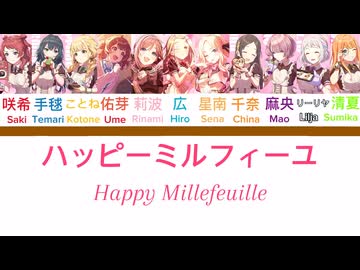 咲希 手毬 ことね 佑芽 莉波 広 星南 千奈 麻央 リーリヤ 清夏
Saki Temari Kotone Ume Rinami Hiro Sena China Mao Lilja Sumika
ハッピーミルフィーユ
Happy Millefeuille